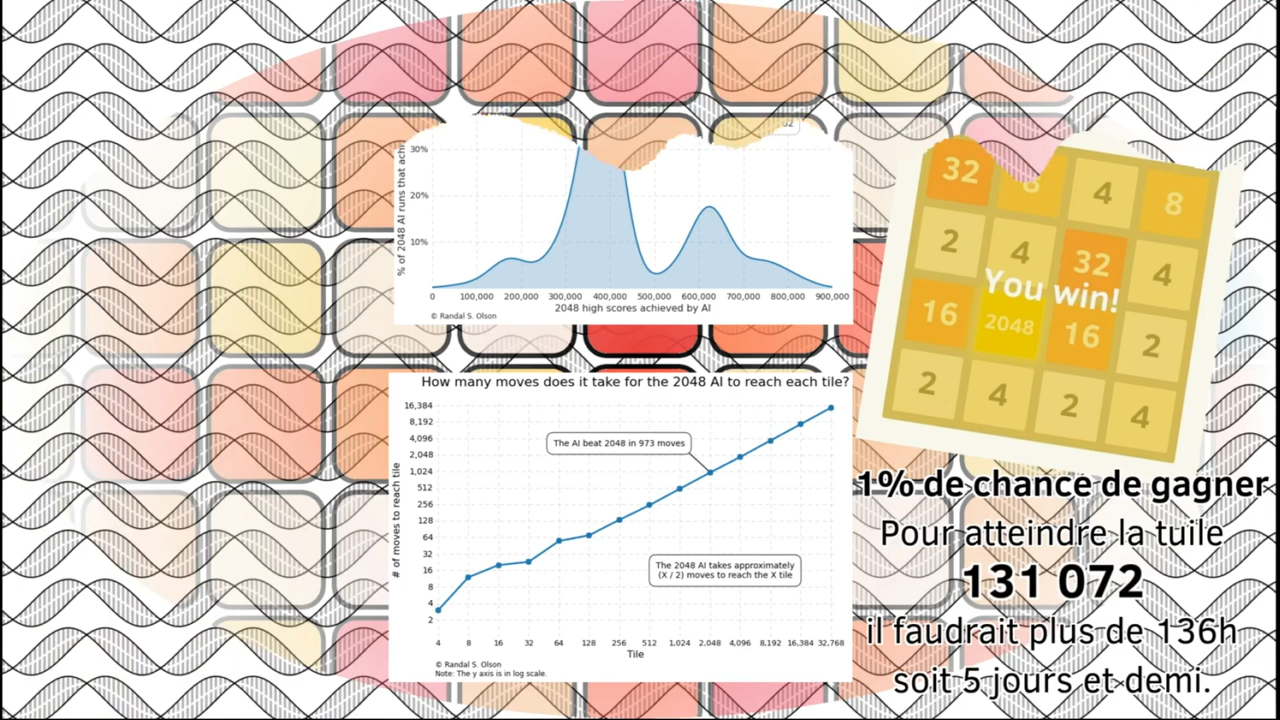 30%
20%
10%
% of 2048 AI runs that achi
0 100,000 200,000 300,000 400,000 500,000 600,000 700,000 800,000 900,000
2048 high scores achieved by AI
© Randal S. Olson
How many moves does it take for the 2048 AI to reach each tile?
16,384
8,192
4,096
2,048
1,024
512
256
128
64
32
16
8
4
2
# of moves to reach tile
The AI beat 2048 in 973 moves
The 2048 AI takes approximately
(X / 2) moves to reach the X tile
4 8 16 32 64 128 256 512 1,024 2,048 4,096 8,192 16,384 32,768
Tile
© Randal S. Olson
Note: The y axis is in log scale.
32 8 4 8
2 4 32 4
You win!
16 2048 16 2
2 4 2 4
1% de chance de gagner
Pour atteindre la tuile
131 072
il faudrait plus de 136h
soit 5 jours et demi.